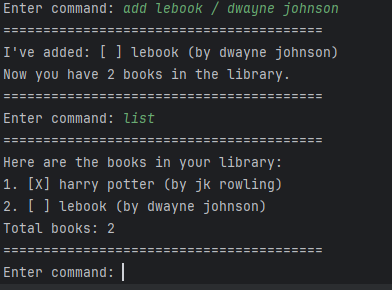 Enter command: add lebook / dwayne johnson
========================================
I've added: [ ] lebook (by dwayne johnson)
Now you have 2 books in the library.
========================================
Enter command: list
========================================
Here are the books in your library:
1. [X] harry potter (by jk rowling)
2. [ ] lebook (by dwayne johnson)
Total books: 2
========================================
Enter command: